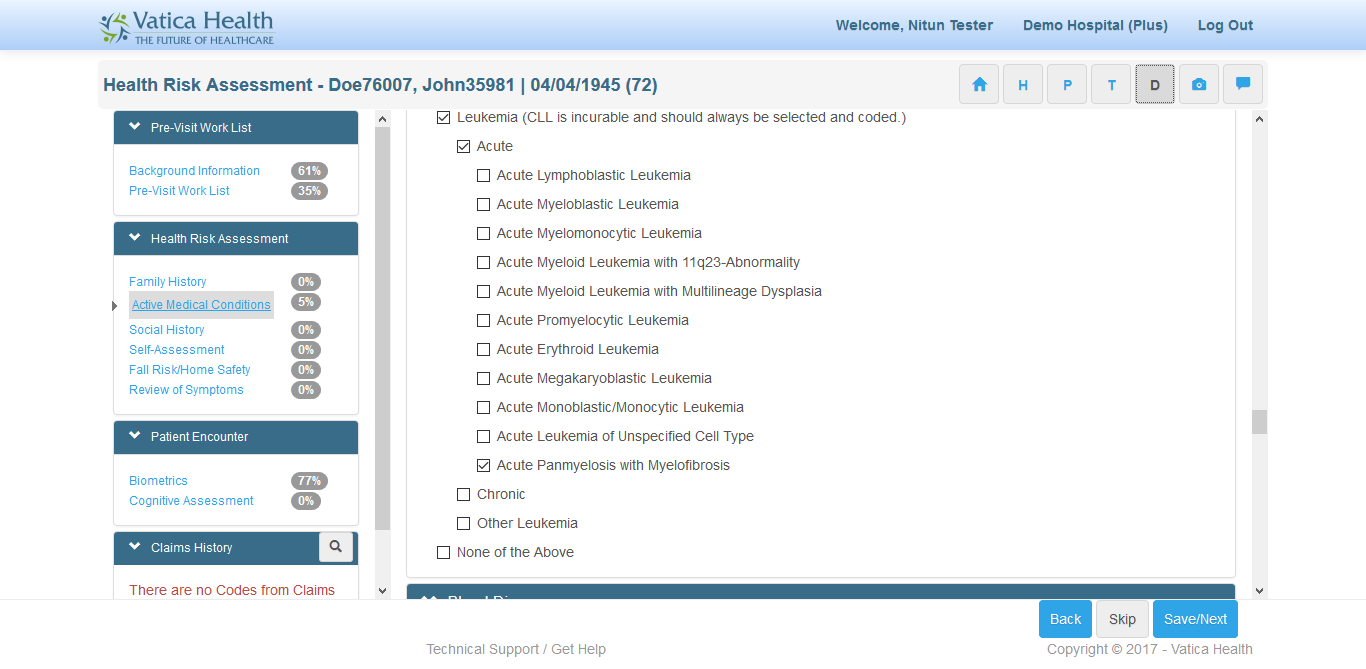 Vatica Health
THE FUTURE OF HEALTHCARE
Welcome, Nitun Tester
Demo Hospital (Plus)
Log Out
Health Risk Assessment - Doe76007, John35981 | 04/04/1945 (72)
H
P
T
D
Pre-Visit Work List
Background Information 61%
Pre-Visit Work List 35%
Health Risk Assessment
Family History 0%
Active Medical Conditions 5%
Social History 0%
Self-Assessment 0%
Fall Risk/Home Safety 0%
Review of Symptoms 0%
Patient Encounter
Biometrics 77%
Cognitive Assessment 0%
Claims History
There are no Codes from Claims
Leukemia (CLL is incurable and should always be selected and coded.)
Acute
Acute Lymphoblastic Leukemia
Acute Myeloblastic Leukemia
Acute Myelomonocytic Leukemia
Acute Myeloid Leukemia with 11q23-Abnormality
Acute Myeloid Leukemia with Multilineage Dysplasia
Acute Promyelocytic Leukemia
Acute Erythroid Leukemia
Acute Megakaryoblastic Leukemia
Acute Monoblastic/Monocytic Leukemia
Acute Leukemia of Unspecified Cell Type
Acute Panmyelosis with Myelofibrosis
Chronic
Other Leukemia
None of the Above
Back
Skip
Save/Next
Technical Support / Get Help
Copyright © 2017 - Vatica Health